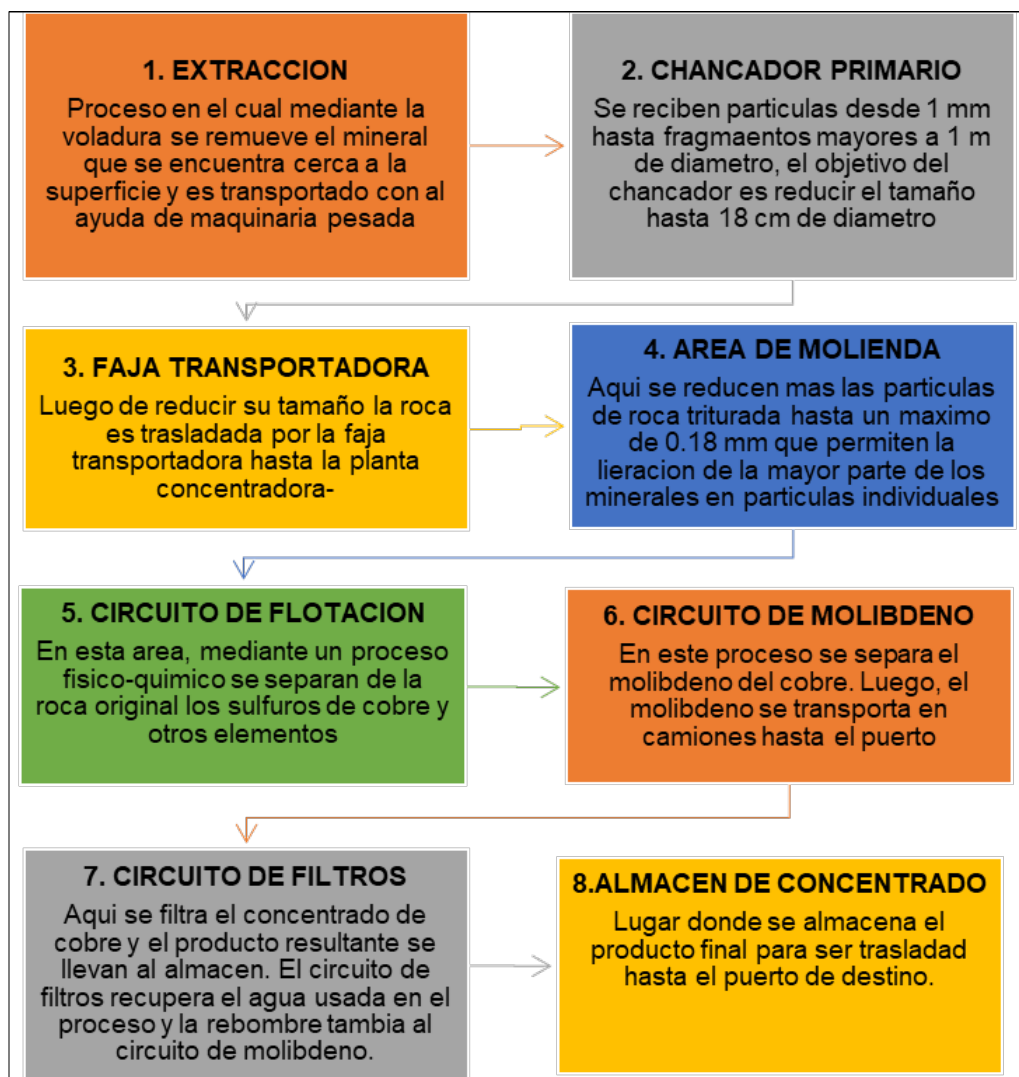 1. EXTRACCION
Proceso en el cual mediante la
voladura se remueve el mineral
que se encuentra cerca a la
superficie y es transportado con al
ayuda de maquinaria pesada
2. CHANCADOR PRIMARIO
Se reciben particulas desde 1 mm
hasta fragmaentos mayores a 1 m
de diametro, el objetivo del
chancador es reducir el tamaño
hasta 18 cm de diametro
3. FAJA TRANSPORTADORA
Luego de reducir su tamaño la roca
es trasladada por la faja
transportadora hasta la planta
concentradora-
4. AREA DE MOLIENDA
Aqui se reducen mas las particulas
de roca triturada hasta un maximo
de 0.18 mm que permiten la
lieracion de la mayor parte de los
minerales en particulas individuales
5. CIRCUITO DE FLOTACION
En esta area, mediante un proceso
fisico-quimico se separan de la
roca original los sulfuros de cobre y
otros elementos
6. CIRCUITO DE MOLIBDENO
En este proceso se separa el
molibdeno del cobre. Luego, el
molibdeno se transporta en
camiones hasta el puerto
7. CIRCUITO DE FILTROS
Aqui se filtra el concentrado de
cobre y el producto resultante se
llevan al almacen. El circuito de
filtros recupera el agua usada en el
proceso y la rebombre tambia al
circuito de molibdeno.
8.ALMACEN DE CONCENTRADO
Lugar donde se almacena el
producto final para ser trasladad
hasta el puerto de destino.